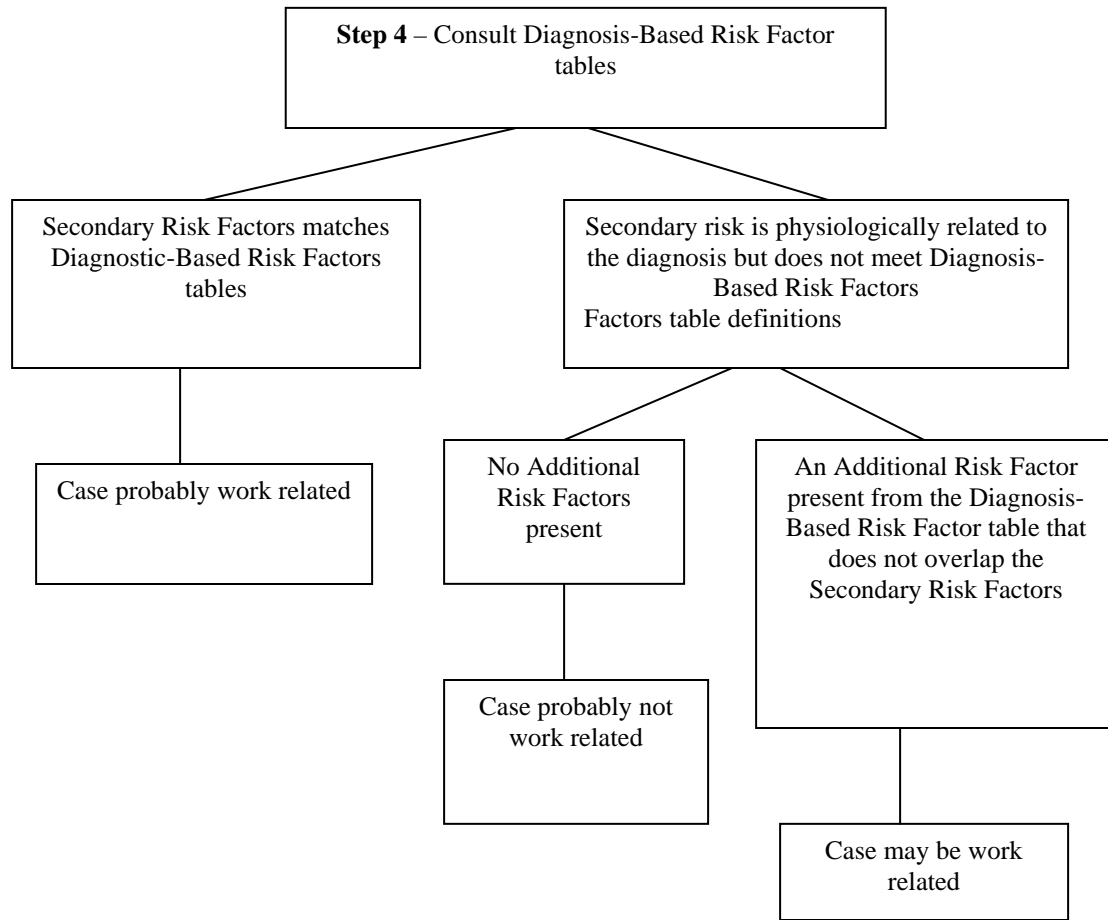 Step 4 – Consult Diagnosis-Based Risk Factor
tables
Secondary Risk Factors matches
Diagnostic-Based Risk Factors
tables
Secondary risk is physiologically related to
the diagnosis but does not meet Diagnosis-
Based Risk Factors
Factors table definitions
Case probably work related
No Additional
Risk Factors
present
An Additional Risk Factor
present from the Diagnosis-
Based Risk Factor table that
does not overlap the
Secondary Risk Factors
Case probably not
work related
Case may be work
related